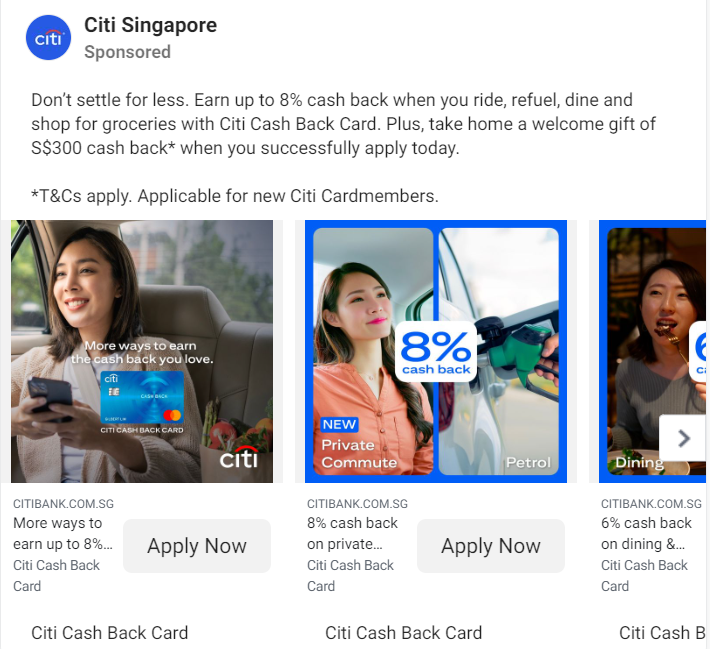 citi
Citi Singapore
Sponsored
Don’t settle for less. Earn up to 8% cash back when you ride, refuel, dine and
shop for groceries with Citi Cash Back Card. Plus, take home a welcome gift of
S$300 cash back* when you successfully apply today.
*T&Cs apply. Applicable for new Citi Cardmembers.
More ways to earn
the cash back you love.
citi
CASH BACK
CITI CASH BACK CARD
citi
8%
cash back
NEW
Private
Commute
Petrol
6
ca
Dining
CITIBANK.COM.SG
More ways to
earn up to 8%...
Citi Cash Back
Card
Apply Now
CITIBANK.COM.SG
8% cash back
on private...
Citi Cash Back
Card
Apply Now
CITIBANK.COM.SG
6% cash back
on dining &...
Citi Cash Back
Card
Citi Cash Back Card
Citi Cash Back Card
Citi Cash B